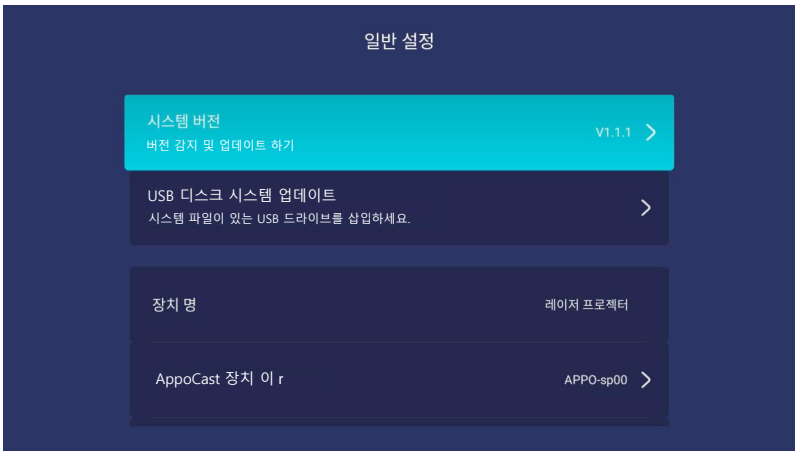 일반 설정
시스템 버전
V1.1.1
버전 감지 및 업데이트 하기
USB 디스크 시스템 업데이트
시스템 파일이 있는 USB 드라이브를 삽입하세요.
장치 명
레이저 프로젝터
AppoCast 장치 이 r
APPO-sp00